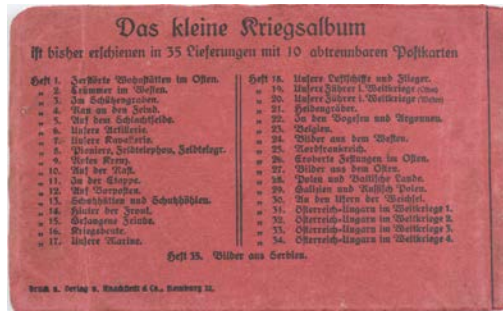 Das kleine Kriegsalbum
ist bisher erschienen in 35 Lieferungen mit 10 abtrennbaren Postkarten
Heft 1. Zerstörte Wohnstätten im Osten.
„ 2. Trümmer im Westen.
„ 3. Im Schützengraben.
„ 4. Ran an den Feind.
„ 5. Auf dem Schlachtfelde.
„ 6. Unsere Artillerie.
„ 7. Unsere Kavallerie.
„ 8. Pioniere, Feldtelephon, Feldtelegr.
„ 9. Rotes Kreuz.
„ 10. Auf der Rast.
„ 11. In der Etappe.
„ 12. Auf Vorposten.
„ 13. Schutzhütten und Schutzhöhlen.
„ 14. Hinter der Front.
„ 15. Gefangene Feinde.
„ 16. Kriegsbeute.
„ 17. Unsere Marine.
Heft 18. Unsere Luftschiffe und Flieger.
„ 19. Unsere Führer i. Weltkriege (Ost)
„ 20. Unsere Führer i. Weltkriege (West)
„ 21. Heldengräber.
„ 22. In den Vogesen und Argonnen.
„ 23. Belgien.
„ 24. Bilder aus dem Westen.
„ 25. Nordfrankreich.
„ 26. Eroberte Festungen im Osten.
„ 27. Bilder aus dem Osten.
„ 28. Polen und Baltische Lande.
„ 29. Galizien und Russisch Polen.
„ 30. An den Ufern der Weichsel.
„ 31. Österreich-Ungarn im Weltkriege 1.
„ 32. Österreich-Ungarn im Weltkriege 2.
„ 33. Österreich-Ungarn im Weltkriege 3.
„ 34. Österreich-Ungarn im Weltkriege 4.
Heft 35. Bilder aus Serbien.
Druck u. Verlag v. Knackstedt & Co., Hamburg